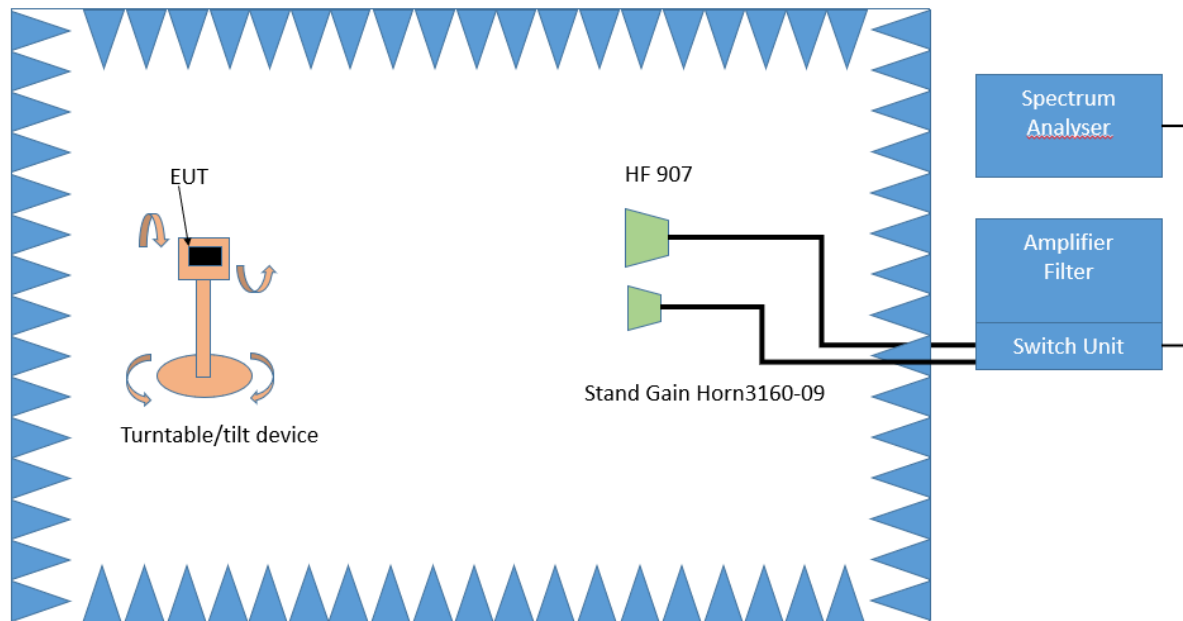 Spectrum
Analyser
EUT
HF 907
Amplifier
Filter
Switch Unit
Stand Gain Horn3160-09
Turntable/tilt device